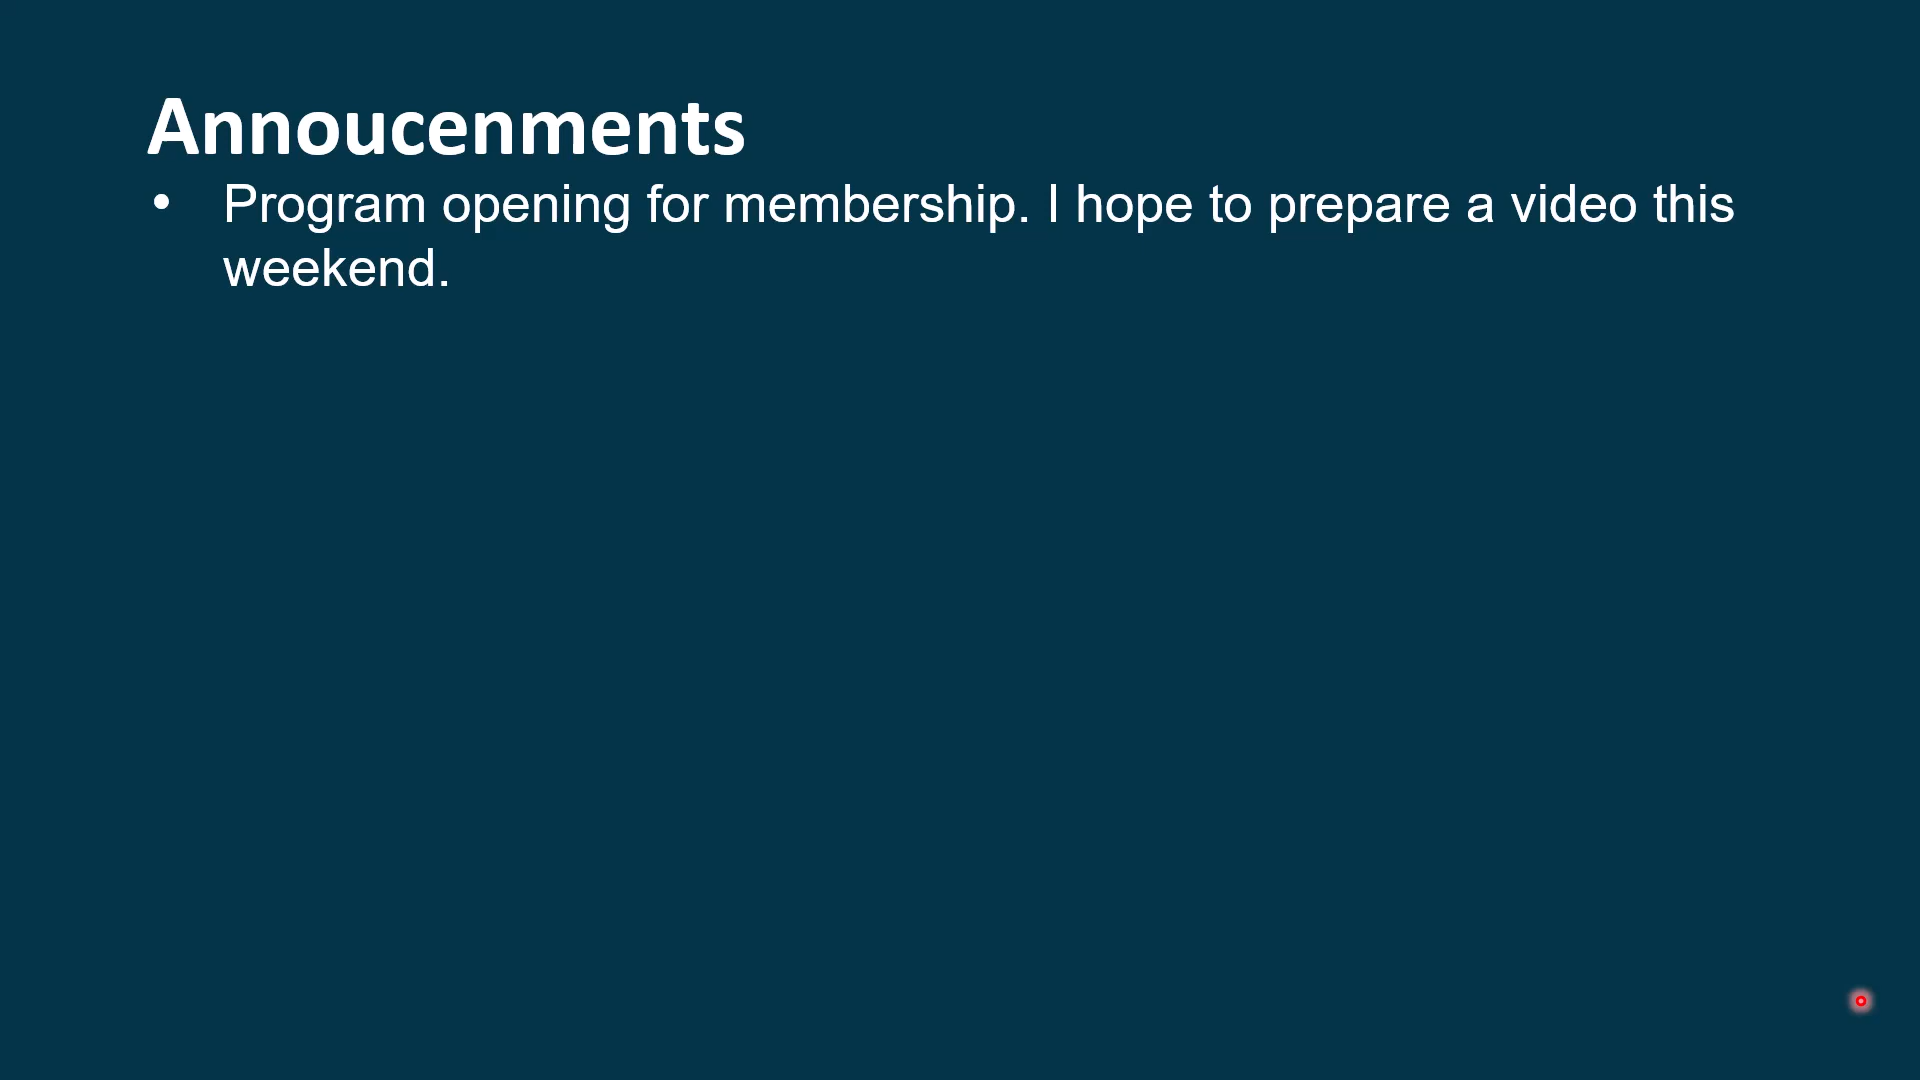 Annoucenments
• Program opening for membership. I hope to prepare a video this
weekend.